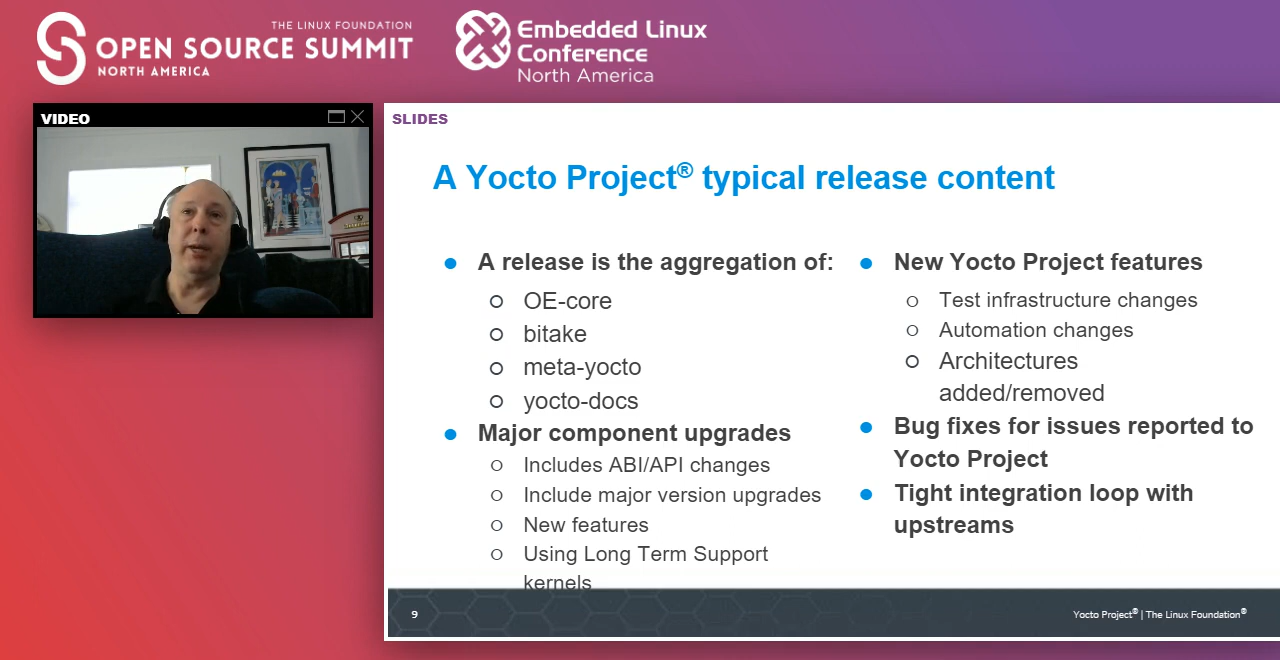 THE LINUX FOUNDATION
OPEN SOURCE SUMMIT
NORTH AMERICA
Embedded Linux
Conference
North America
VIDEO
SLIDES
A Yocto Project® typical release content
● A release is the aggregation of:
○ OE-core
○ bitake
○ meta-yocto
○ yocto-docs
● Major component upgrades
○ Includes ABI/API changes
○ Include major version upgrades
○ New features
○ Using Long Term Support
kernels
● New Yocto Project features
○ Test infrastructure changes
○ Automation changes
○ Architectures
added/removed
● Bug fixes for issues reported to
Yocto Project
● Tight integration loop with
upstreams
9
Yocto Project® | The Linux Foundation®